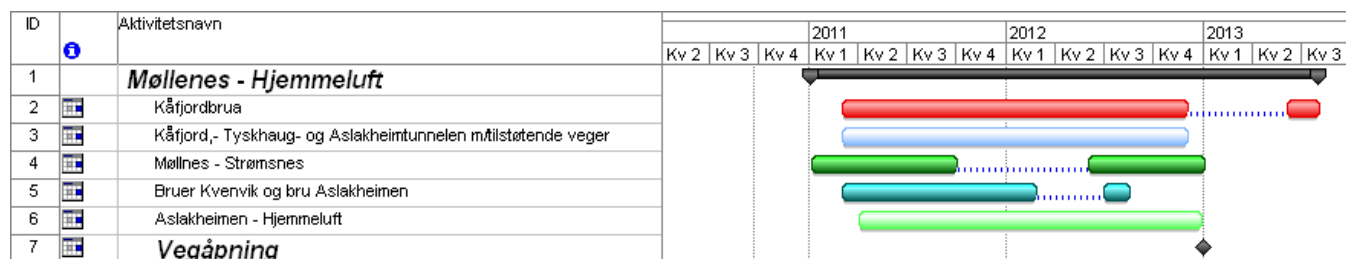 ID Aktivitetsnavn
2011 2012 2013
Kv 2 Kv 3 Kv 4 Kv 1 Kv 2 Kv 3 Kv 4 Kv 1 Kv 2 Kv 3 Kv 4 Kv 1 Kv 2 Kv 3
1 Møllenes - Hjemmeluft
2 Kåfjordbrua
3 Kåfjord,- Tyskhaug- og Aslakheimtunnelen m/tilstøtende veger
4 Møllnes - Strømsnes
5 Bruer Kvenvik og bru Aslakheimen
6 Aslakheimen - Hjemmeluft
7 Vegåpning